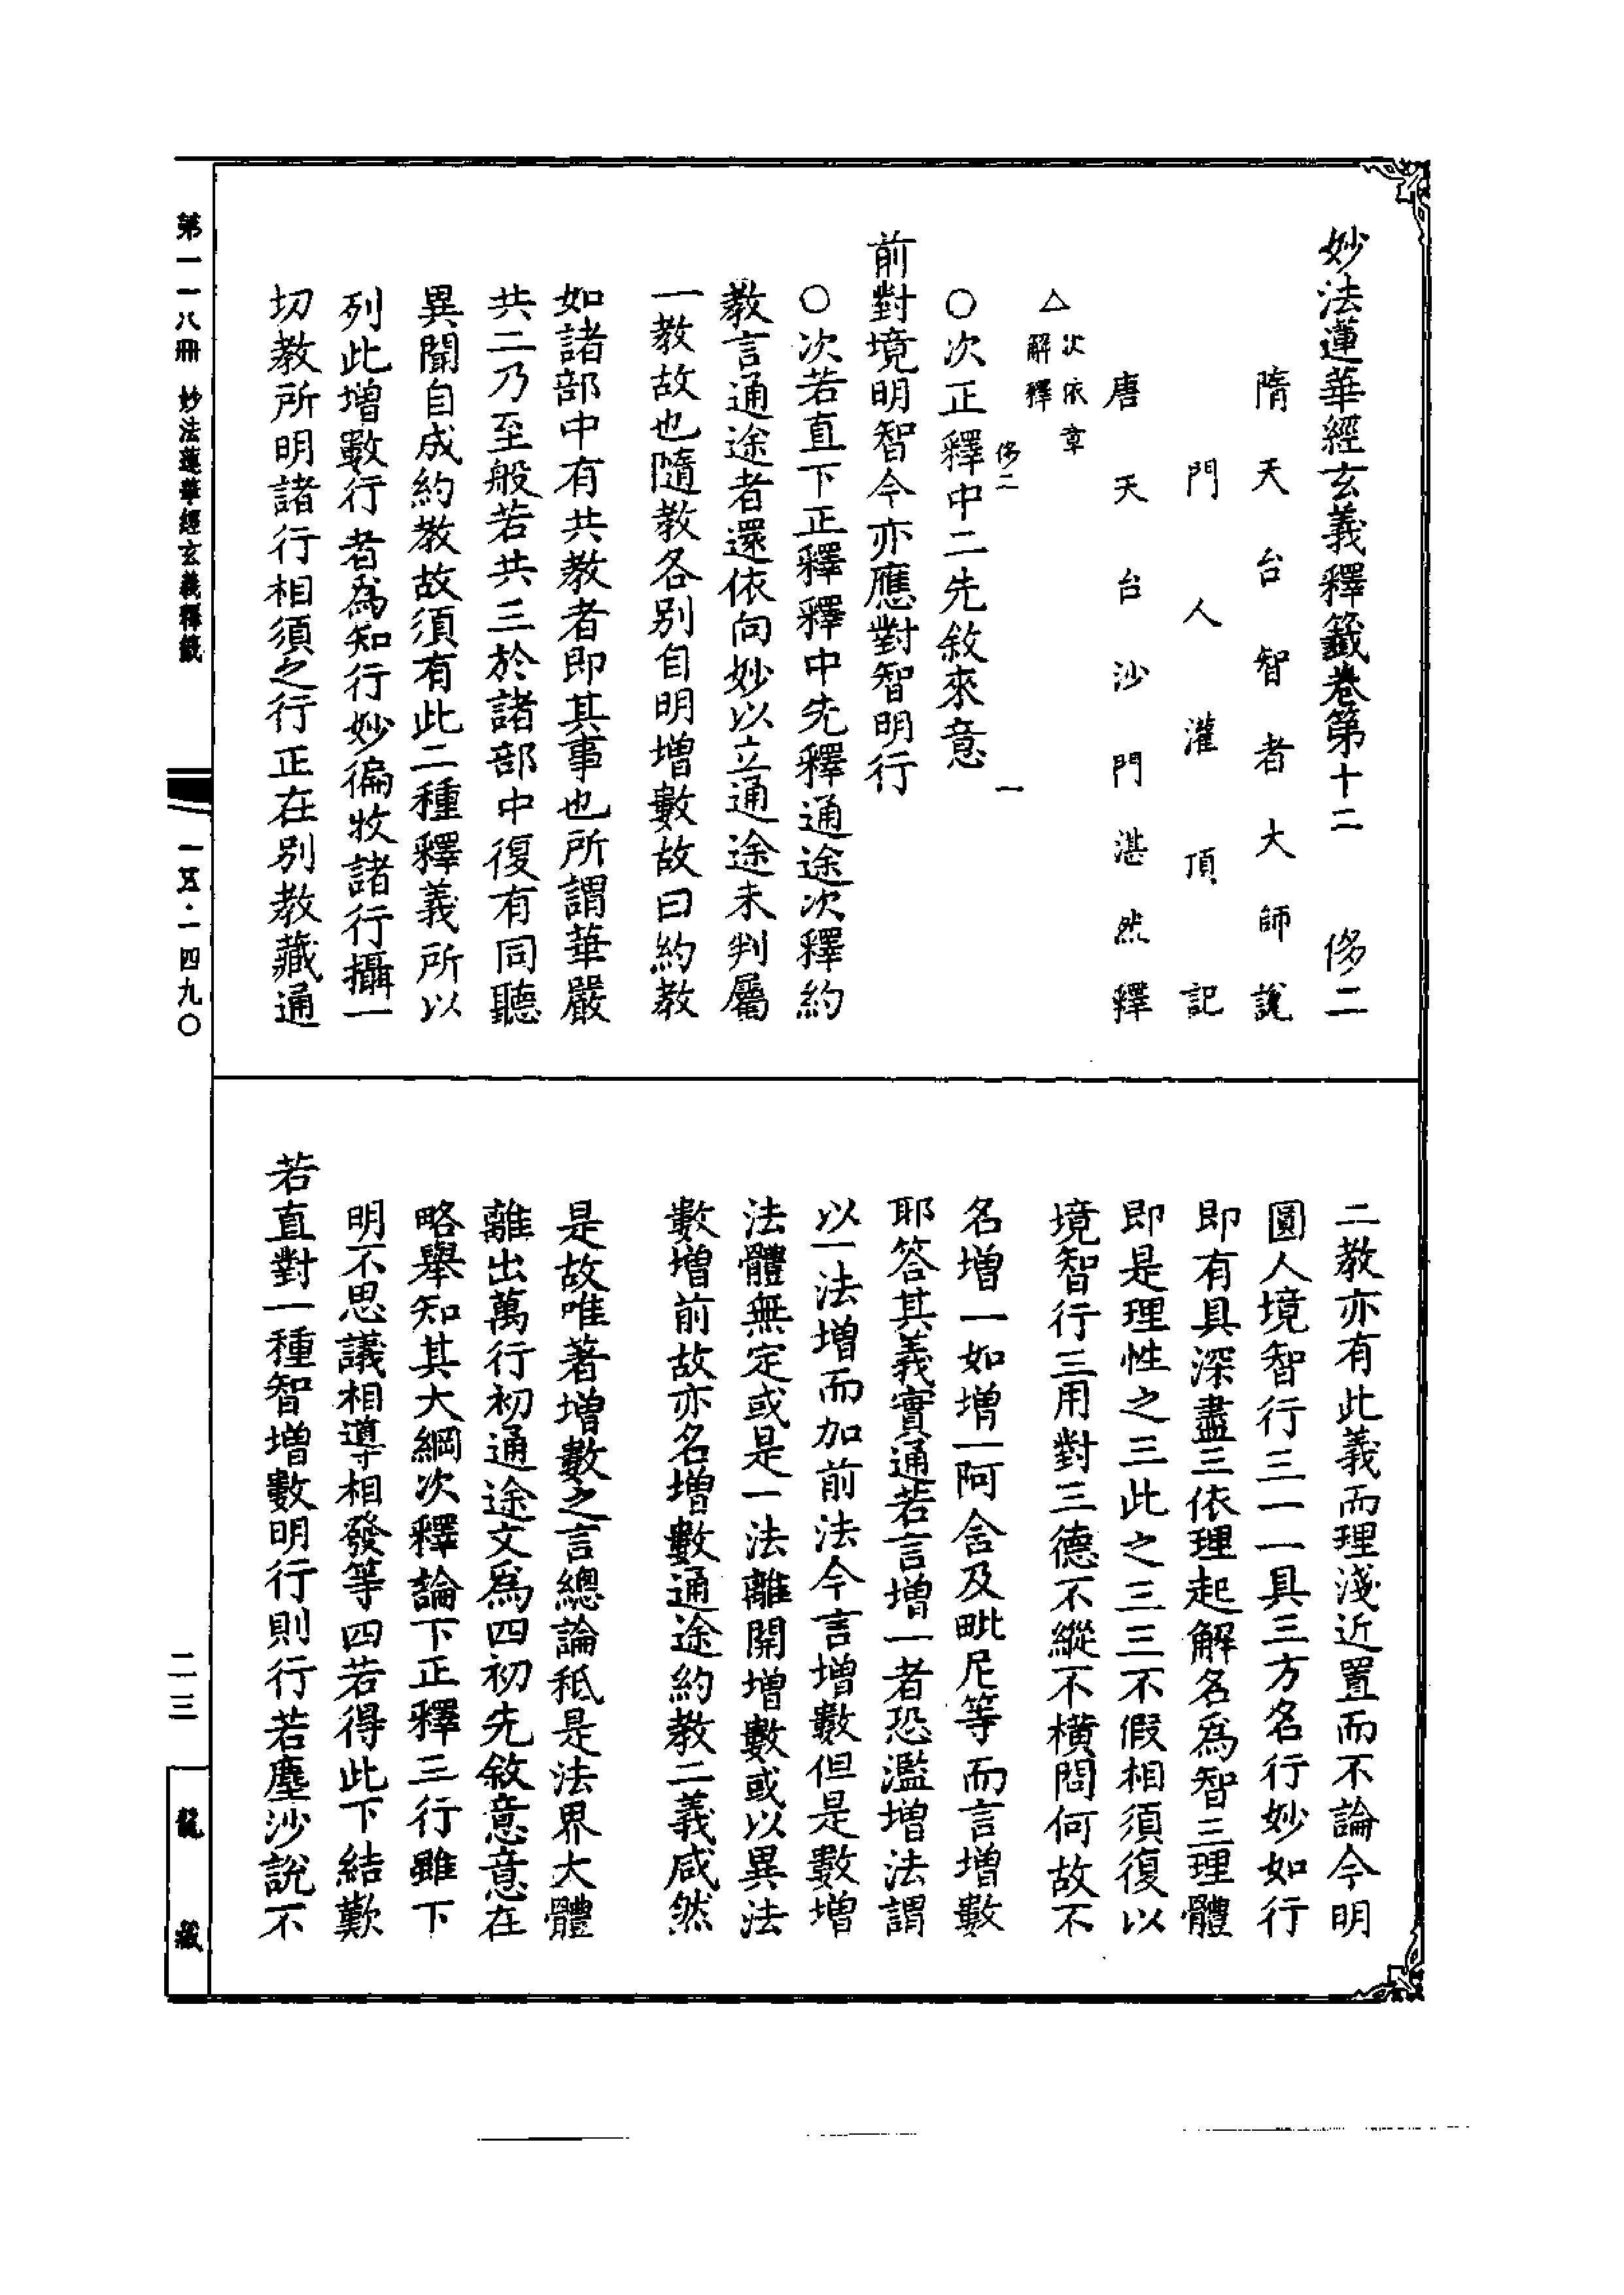 妙法蓮華經玄義釋籤卷第十二 侈二
隋天台智者大師說
門人灌頂記
唐天台沙門湛然釋
△次依章解釋
侈二 一
○次正釋中二先敘來意
前對境明智今亦應對智明行
○次若直下正釋釋中先釋通途次釋約
教言通途者還依向妙以立通途未判屬
一教故也隨教各別自明增數故曰約教
如諸部中有共教者即其事也所謂華嚴
共二乃至般若共三於諸部中復有同聽
異聞自成約教故須有此二種釋義所以
列此增數行者為知行妙徧收諸行攝一
切教所明諸行相須之行正在別教藏通
二教亦有此義而理淺近置而不論今明
圓人境智行三一一具三方名行妙如行
即有具深盡三依理起解名為智三理體
即是理性之三此之三三不假相須復以
境智行三用對三德不縱不橫問何故不
名增一如增一阿含及毗尼等而言增數
耶答其義實通若言增一者恐濫增法謂
以一法增而加前法今言增數但是數增
法體無定或是一法離開增數或以異法
數增前故亦名增數通途約教二義咸然
是故唯著增數之言總論秖是法界大體
離出萬行初通途文為四初先敘意意在
略舉知其大綱次釋論下正釋三行雖下
明不思議相導相發等四若得此下結歎
若直對一種智增數明行則行若塵沙說不
第一一八冊 妙法蓮華經玄義釋籤
一五·一四九○
二三
龍藏